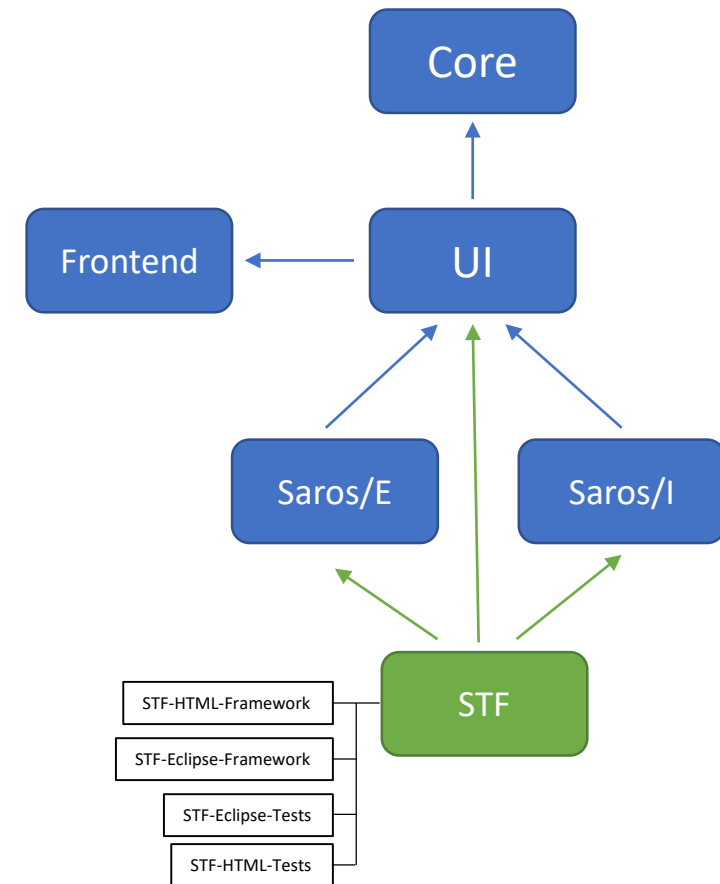 Core
Frontend
UI
Saros/E
Saros/I
STF
STF-HTML-Framework
STF-Eclipse-Framework
STF-Eclipse-Tests
STF-HTML-Tests